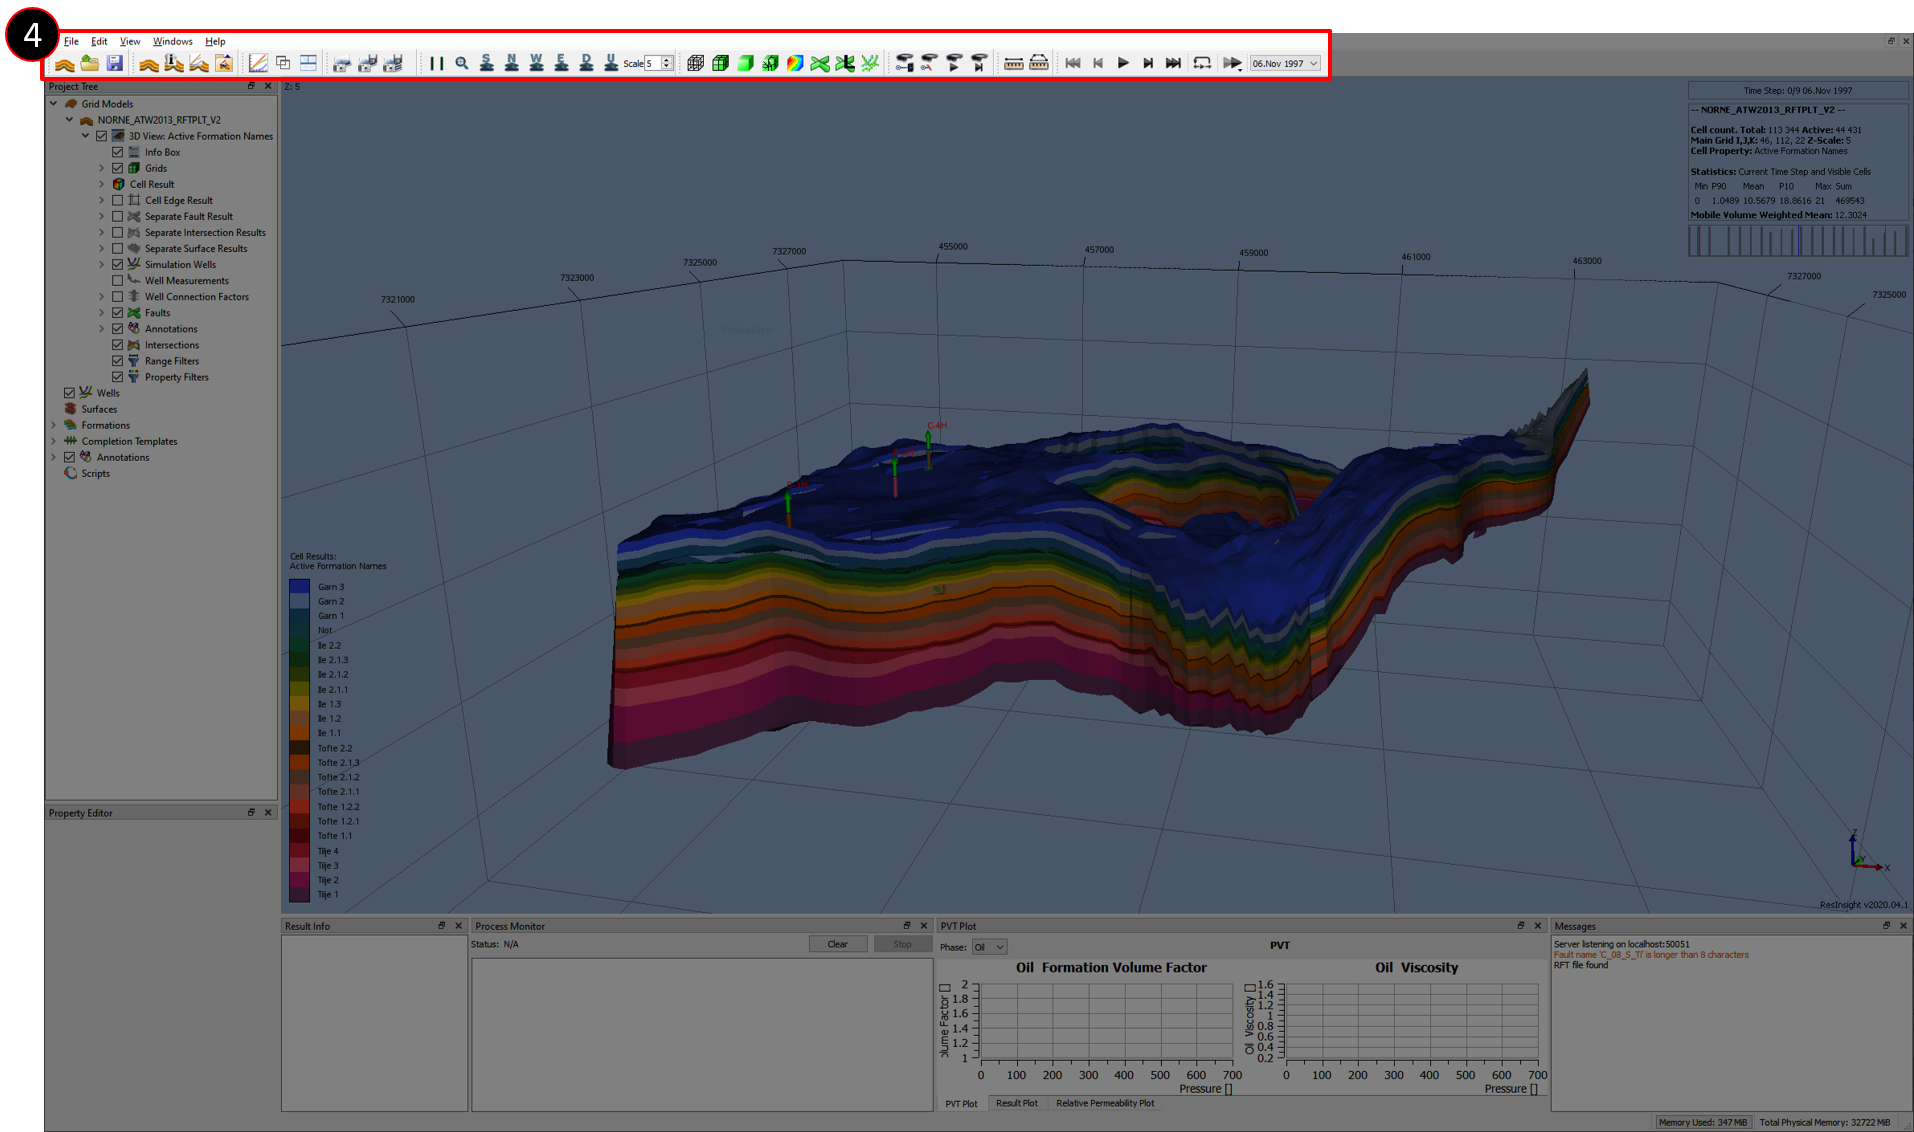 4
File Edit View Windows Help
S N W E D U Scale 5 06.Nov 1997
Project Tree
Grid Models
NORNE_ATW2013_RFTPLT_V2
3D View: Active Formation Names
Info Box
Grids
Cell Result
Cell Edge Result
Separate Fault Result
Separate Intersection Results
Separate Surface Results
Simulation Wells
Well Measurements
Well Connection Factors
Faults
Annotations
Intersections
Range Filters
Property Filters
Wells
Surfaces
Formations
Completion Templates
Annotations
Scripts
Property Editor
Z: 5
Time Step: 0/9 06.Nov 1997
-- NORNE_ATW2013_RFTPLT_V2 --
Cell count. Total: 113 344 Active: 44 431
Main Grid I,J,K: 46, 112, 22 Z-Scale: 5
Cell Property: Active Formation Names
Statistics: Current Time Step and Visible Cells
Min P90 Mean P10 Max Sum
0 1.0489 10.5679 18.8616 21 469543
Mobile Volume Weighted Mean: 12.3024
7321000
7323000
7325000
7327000
455000
457000
459000
461000
463000
7327000
7325000
C-4H
Cell Results:
Active Formation Names
Garn 3
Garn 2
Garn 1
Not
Ile 2.2
Ile 2.1.3
Ile 2.1.2
Ile 2.1.1
Ile 1.3
Ile 1.2
Ile 1.1
Tofte 2.2
Tofte 2.1.3
Tofte 2.1.2
Tofte 2.1.1
Tofte 1.2.2
Tofte 1.2.1
Tofte 1.1
Tilje 4
Tilje 3
Tilje 2
Tilje 1
Z
Y
X
ResInsight v2020.04.1
Result Info
Process Monitor
Status: N/A
Clear
Stop
PVT Plot
Phase: Oil
PVT
Oil Formation Volume Factor
2
1.8
1.6
1.4
1.2
1
0 100 200 300 400 500 600 700
Pressure []
Oil Viscosity
Oil Viscosity []
1.6
1.4
1.2
1
0.8
0.6
0.4
0.2
0 100 200 300 400 500 600 700
Pressure []
PVT Plot Result Plot Relative Permeability Plot
Messages
Server listening on localhost:50051
Fault name 'C_08_S_Ti' is longer than 8 characters
RFT file found
Memory Used: 347 MiB Total Physical Memory: 32722 MiB